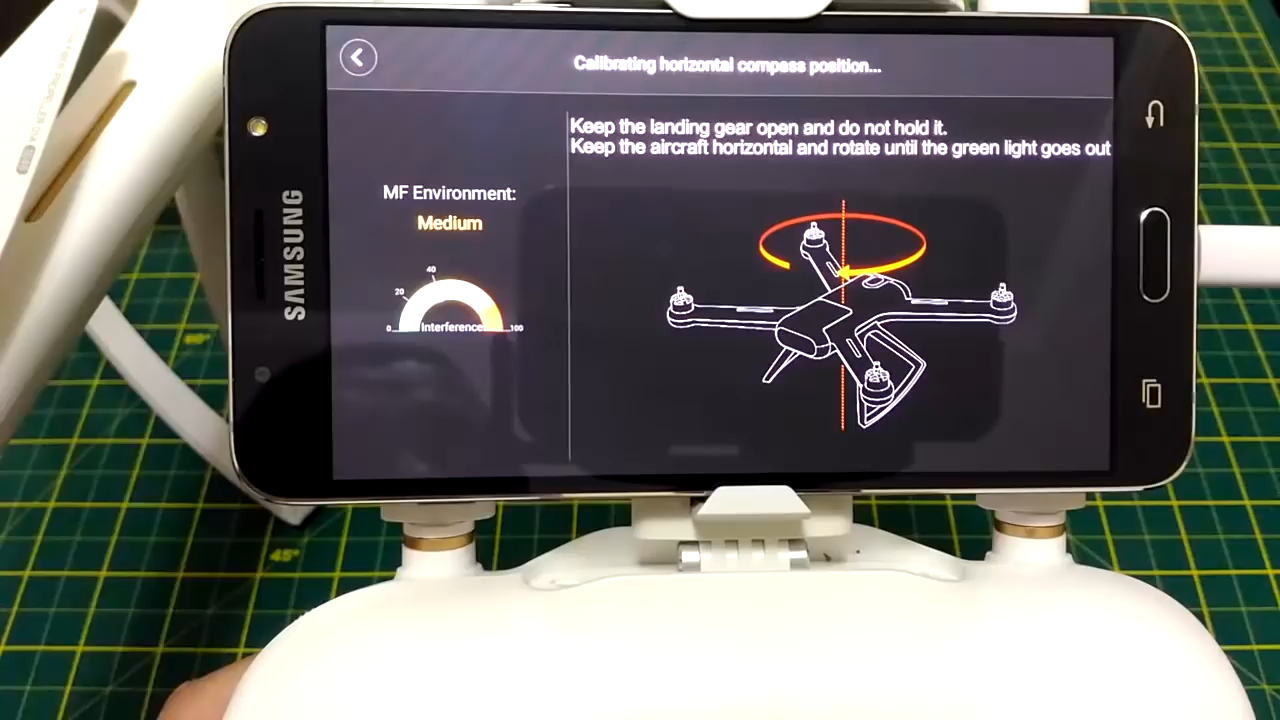 Calibrating horizontal compass position...
Keep the landing gear open and do not hold it.
Keep the aircraft horizontal and rotate until the green light goes out
MF Environment:
Medium
40
20
0
Interference
100
SAMSUNG
45°